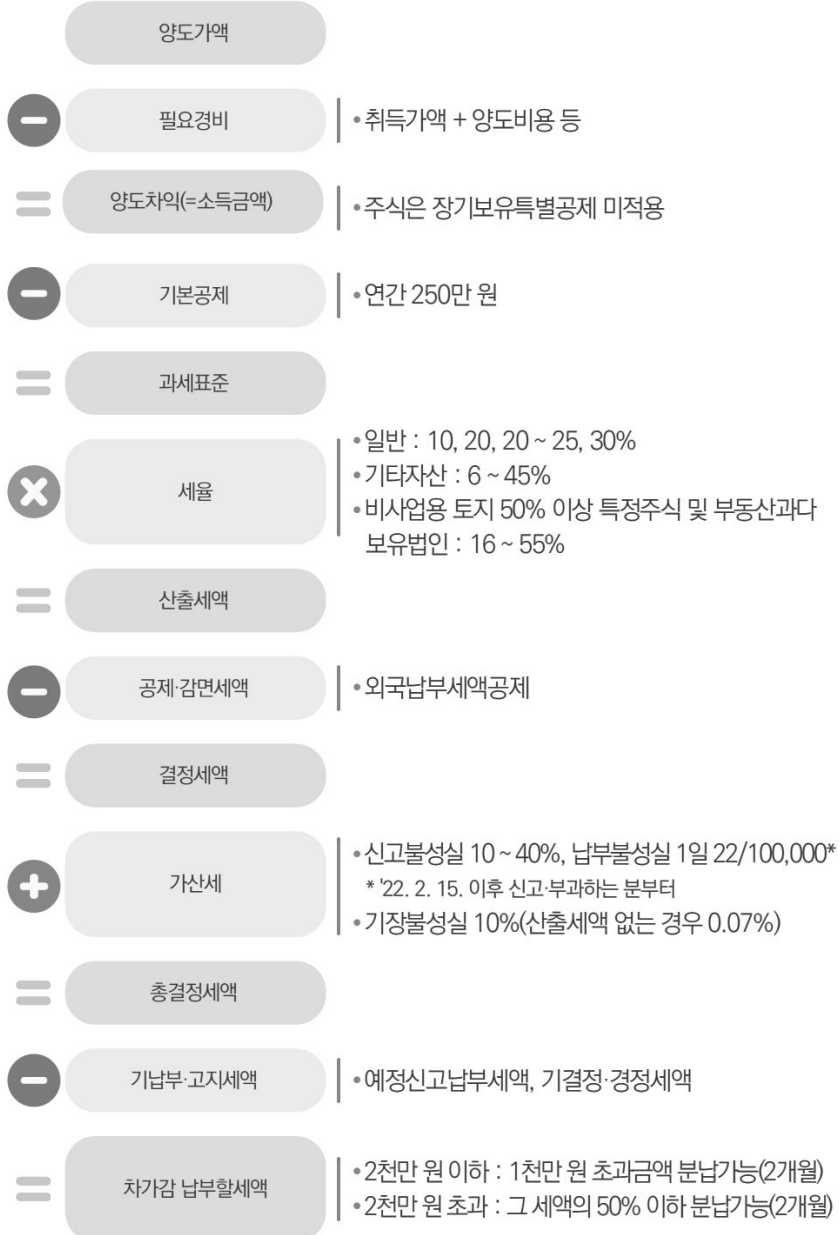 양도가액
필요경비
•취득가액 + 양도비용 등
양도차익(=소득금액)
•주식은 장기보유특별공제 미적용
기본공제
•연간 250만 원
과세표준
세율
•일반 : 10, 20, 20 ~ 25, 30%
•기타자산 : 6 ~ 45%
•비사업용 토지 50% 이상 특정주식 및 부동산과다
보유법인 : 16 ~ 55%
산출세액
공제·감면세액
•외국납부세액공제
결정세액
가산세
•신고불성실 10 ~ 40%, 납부불성실 1일 22/100,000*
* '22. 2. 15. 이후 신고·부과하는 분부터
•기장불성실 10%(산출세액 없는 경우 0.07%)
총결정세액
기납부·고지세액
•예정신고납부세액, 기결정·경정세액
차가감 납부할세액
•2천만 원 이하 : 1천만 원 초과금액 분납가능(2개월)
•2천만 원 초과 : 그 세액의 50% 이하 분납가능(2개월)